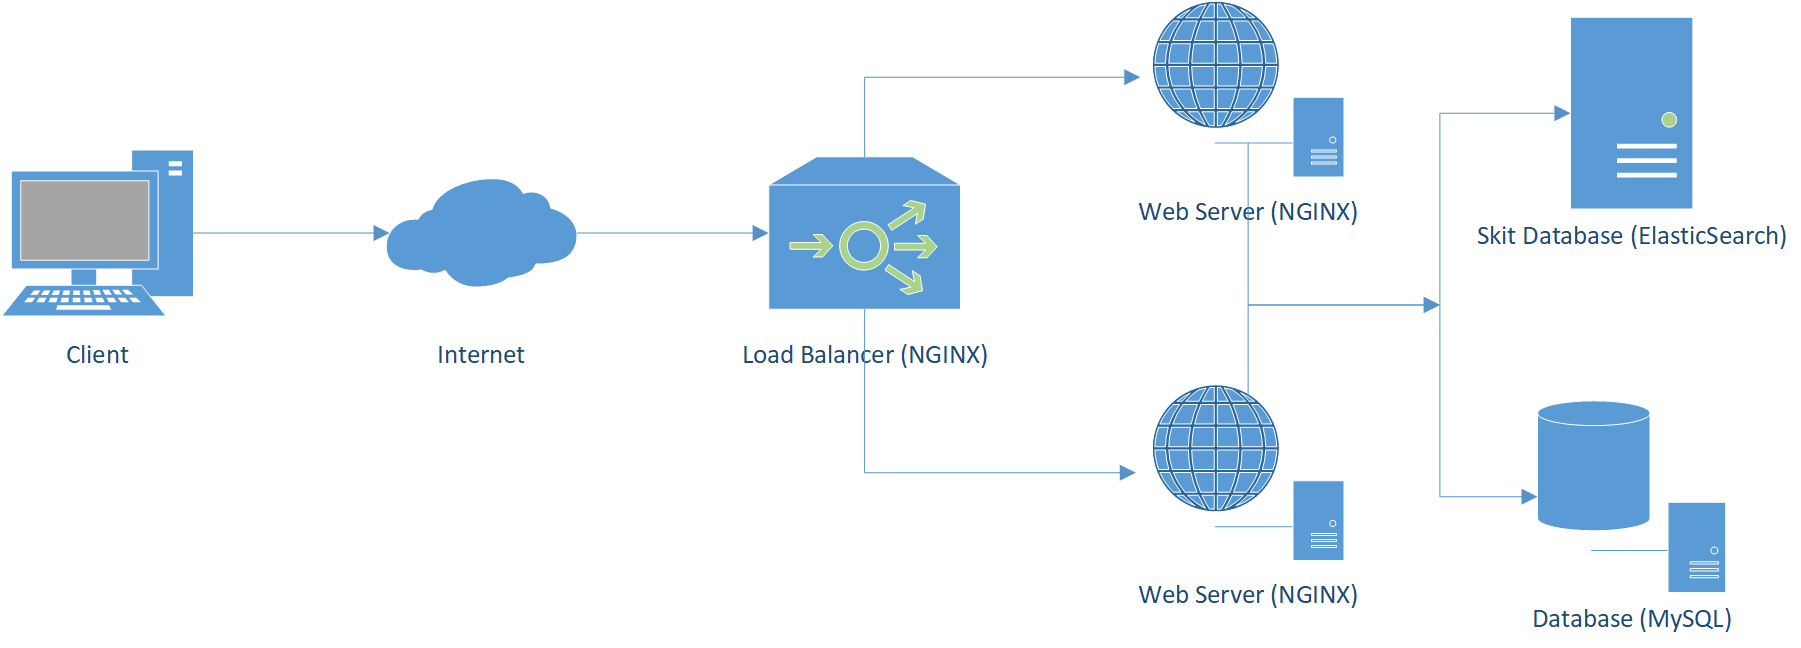 Client
Internet
Load Balancer (NGINX)
Web Server (NGINX)
Web Server (NGINX)
Skit Database (ElasticSearch)
Database (MySQL)